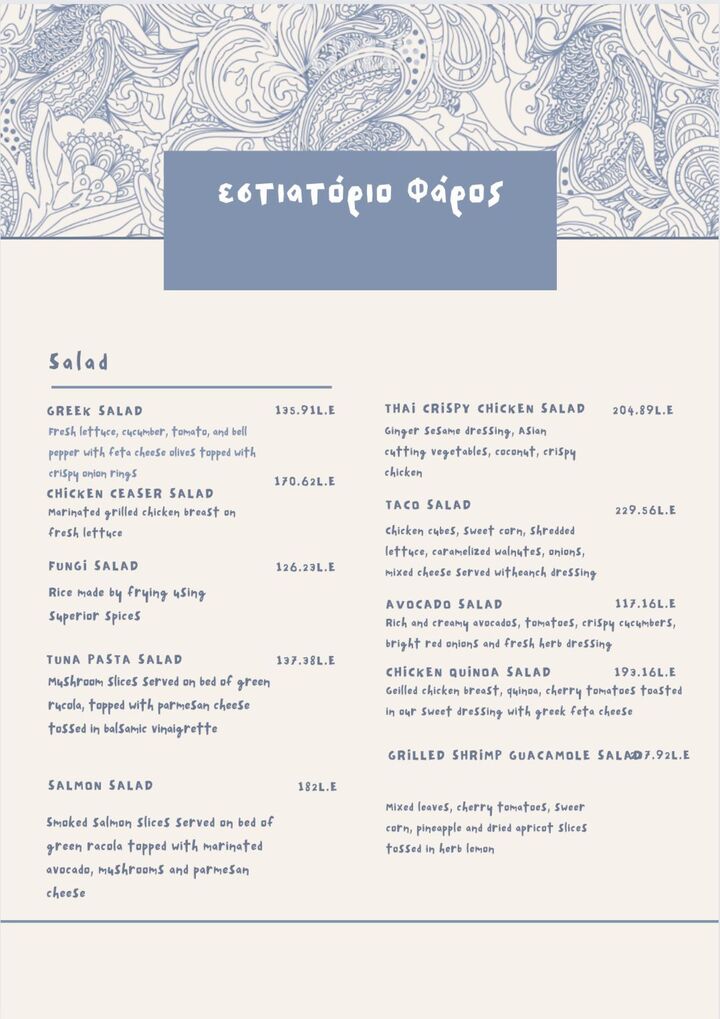 εστιατόριο Φάρος
Salad
GREEK SALAD 135.91L.E
Fresh lettuce, cucumber, tomato, and bell
pepper with feta cheese olives topped with
crispy onion rings
CHICKEN CEASER SALAD 170.62L.E
Marinated grilled chicken breast on
fresh lettuce
FUNGI SALAD 126.23L.E
Rice made by frying using
superior spices
TUNA PASTA SALAD 137.38L.E
Mushroom slices served on bed of green
rucola, topped with parmesan cheese
tossed in balsamic vinaigrette
SALMON SALAD 182L.E
Smoked salmon slices served on bed of
green racola topped with marinated
avocado, mushrooms and parmesan
cheese
THAI CRISPY CHICKEN SALAD 204.89L.E
Ginger sesame dressing, Asian
cutting vegetables, coconut, crispy
chicken
TACO SALAD 229.56L.E
Chicken cubes, sweet corn, shredded
lettuce, caramelized walnutes, onions,
mixed cheese served witheanch dressing
AVOCADO SALAD 117.16L.E
Rich and creamy avocados, tomatoes, crispy cucumbers,
bright red onions and fresh herb dressing
CHICKEN QUINOA SALAD 193.16L.E
Geilled chicken breast, quinoa, cherry tomatoes toasted
in our sweet dressing with greek feta cheese
GRILLED SHRIMP GUACAMOLE SALAD
Mixed leaves, cherry tomatoes, sweer
corn, pineapple and dried apricot slices
tossed in herb lemon